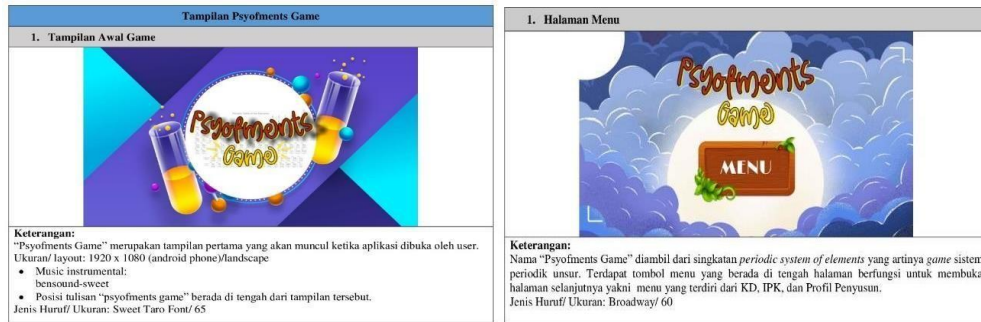 Tampilan Psyofments Game
1. Tampilan Awal Game
Psyofments
Game
Keterangan:
“Psyofments Game” merupakan tampilan pertama yang akan muncul ketika aplikasi dibuka oleh user.
Ukuran/ layout: 1920 x 1080 (android phone)/landscape
• Music instrumental:
bensound-sweet
• Posisi tulisan “psyofments game” berada di tengah dari tampilan tersebut.
Jenis Huruf/ Ukuran: Sweet Taro Font/ 65
1. Halaman Menu
Psyofments
Game
MENU
Keterangan:
Nama “Psyofments Game” diambil dari singkatan periodic system of elements yang artinya game sistem
periodik unsur. Terdapat tombol menu yang berada di tengah halaman berfungsi untuk membuka
halaman selanjutnya yakni menu yang terdiri dari KD, IPK, dan Profil Penyusun.
Jenis Huruf/ Ukuran: Broadway/ 60